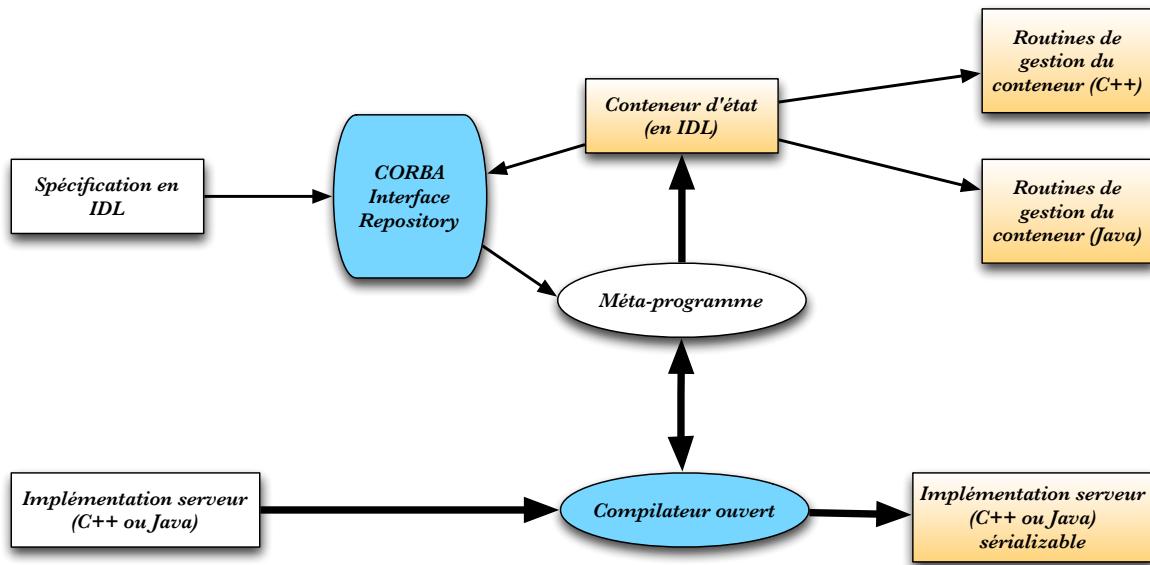 Routines de
gestion du
conteneur (C++)
Conteneur d'état
(en IDL)
CORBA
Interface
Repository
Spécification en
IDL
Routines de
gestion du
conteneur (Java)
Méta-programme
Implémentation serveur
(C++ ou Java)
Compilateur ouvert
Implémentation serveur
(C++ ou Java)
sérializable